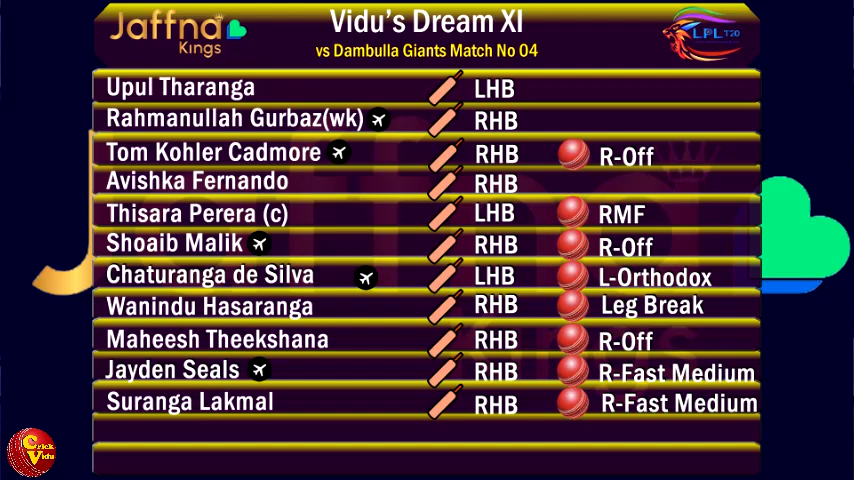 Jaffna
Kings
Vidu's Dream XI
vs Dambulla Giants Match No 04
LPL T20
Upul Tharanga LHB
Rahmanullah Gurbaz(wk) RHB
Tom Kohler Cadmore RHB R-Off
Avishka Fernando RHB
Thisara Perera (c) LHB RMF
Shoaib Malik RHB R-Off
Chaturanga de Silva LHB L-Orthodox
Wanindu Hasaranga RHB Leg Break
Maheesh Theekshana RHB R-Off
Jayden Seals RHB R-Fast Medium
Suranga Lakmal RHB R-Fast Medium
Crick
Vidu